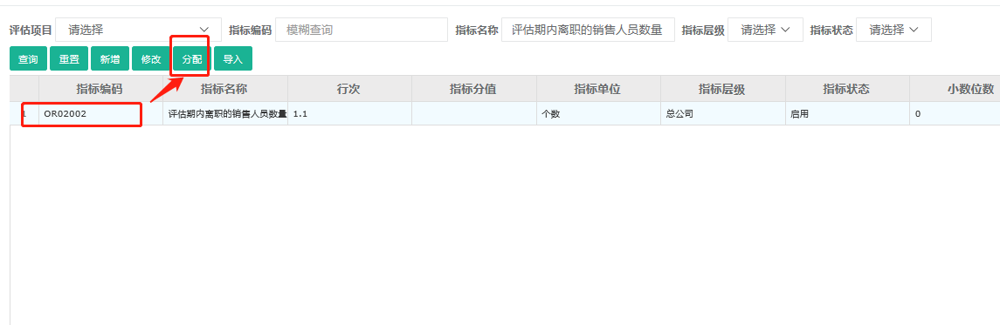 评估项目 请选择 指标编码 模糊查询 指标名称 评估期内离职的销售人员数量 指标层级 请选择 指标状态 请选择
查询 重置 新增 修改 分配 导入
指标编码 指标名称 行次 指标分值 指标单位 指标层级 指标状态 小数位数
1 OR02002 评估期内离职的销售人员数量 1.1 个数 总公司 启用 0